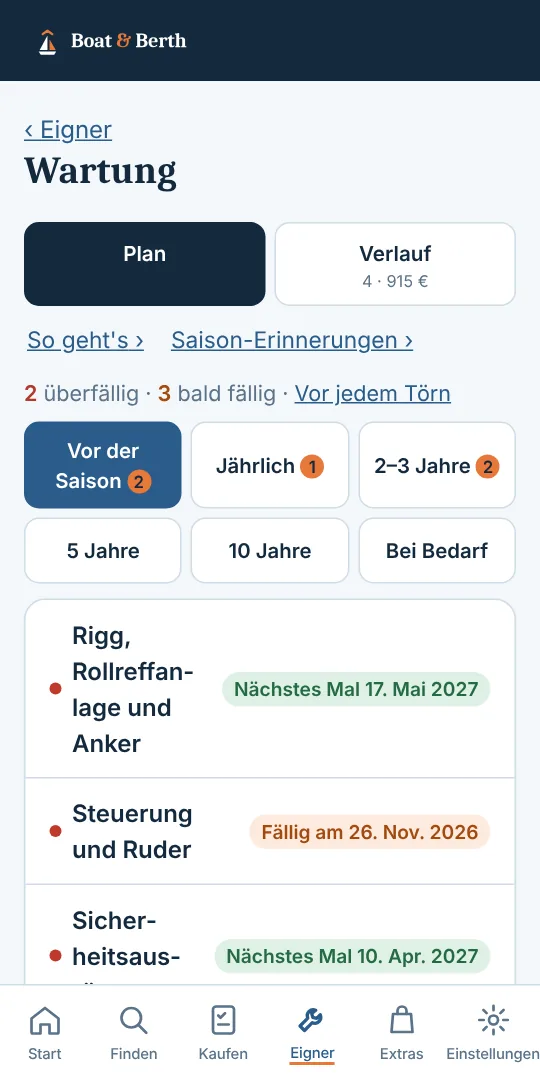 Boat & Berth
‹ Eigner
Wartung
Plan
Verlauf
4 · 915 €
So geht's ›
Saison-Erinnerungen ›
2 überfällig · 3 bald fällig · Vor jedem Törn
Vor der
Saison 2
Jährlich 1
2–3 Jahre 2
5 Jahre
10 Jahre
Bei Bedarf
Rigg,
Rollreffan-
lage und
Anker
Nächstes Mal 17. Mai 2027
Steuerung
und Ruder
Fällig am 26. Nov. 2026
Sicher-
heitsaus-
Nächstes Mal 10. Apr. 2027
Start
Finden
Kaufen
Eigner
Extras
Einstellungen